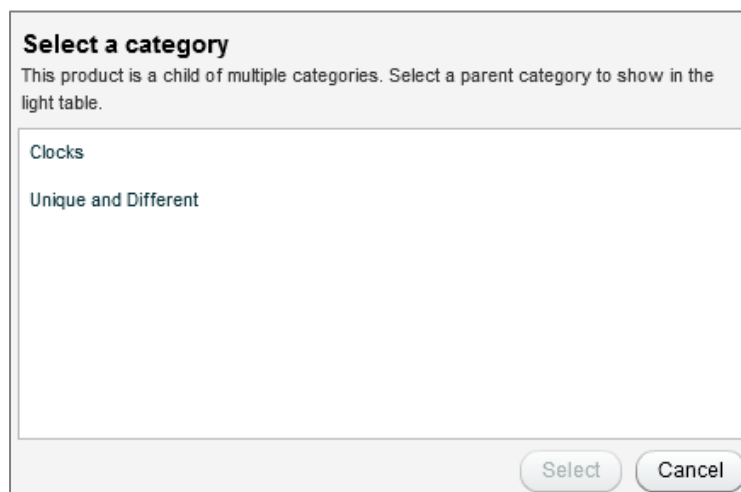 Select a category
This product is a child of multiple categories. Select a parent category to show in the
light table.
Clocks
Unique and Different
Select
Cancel